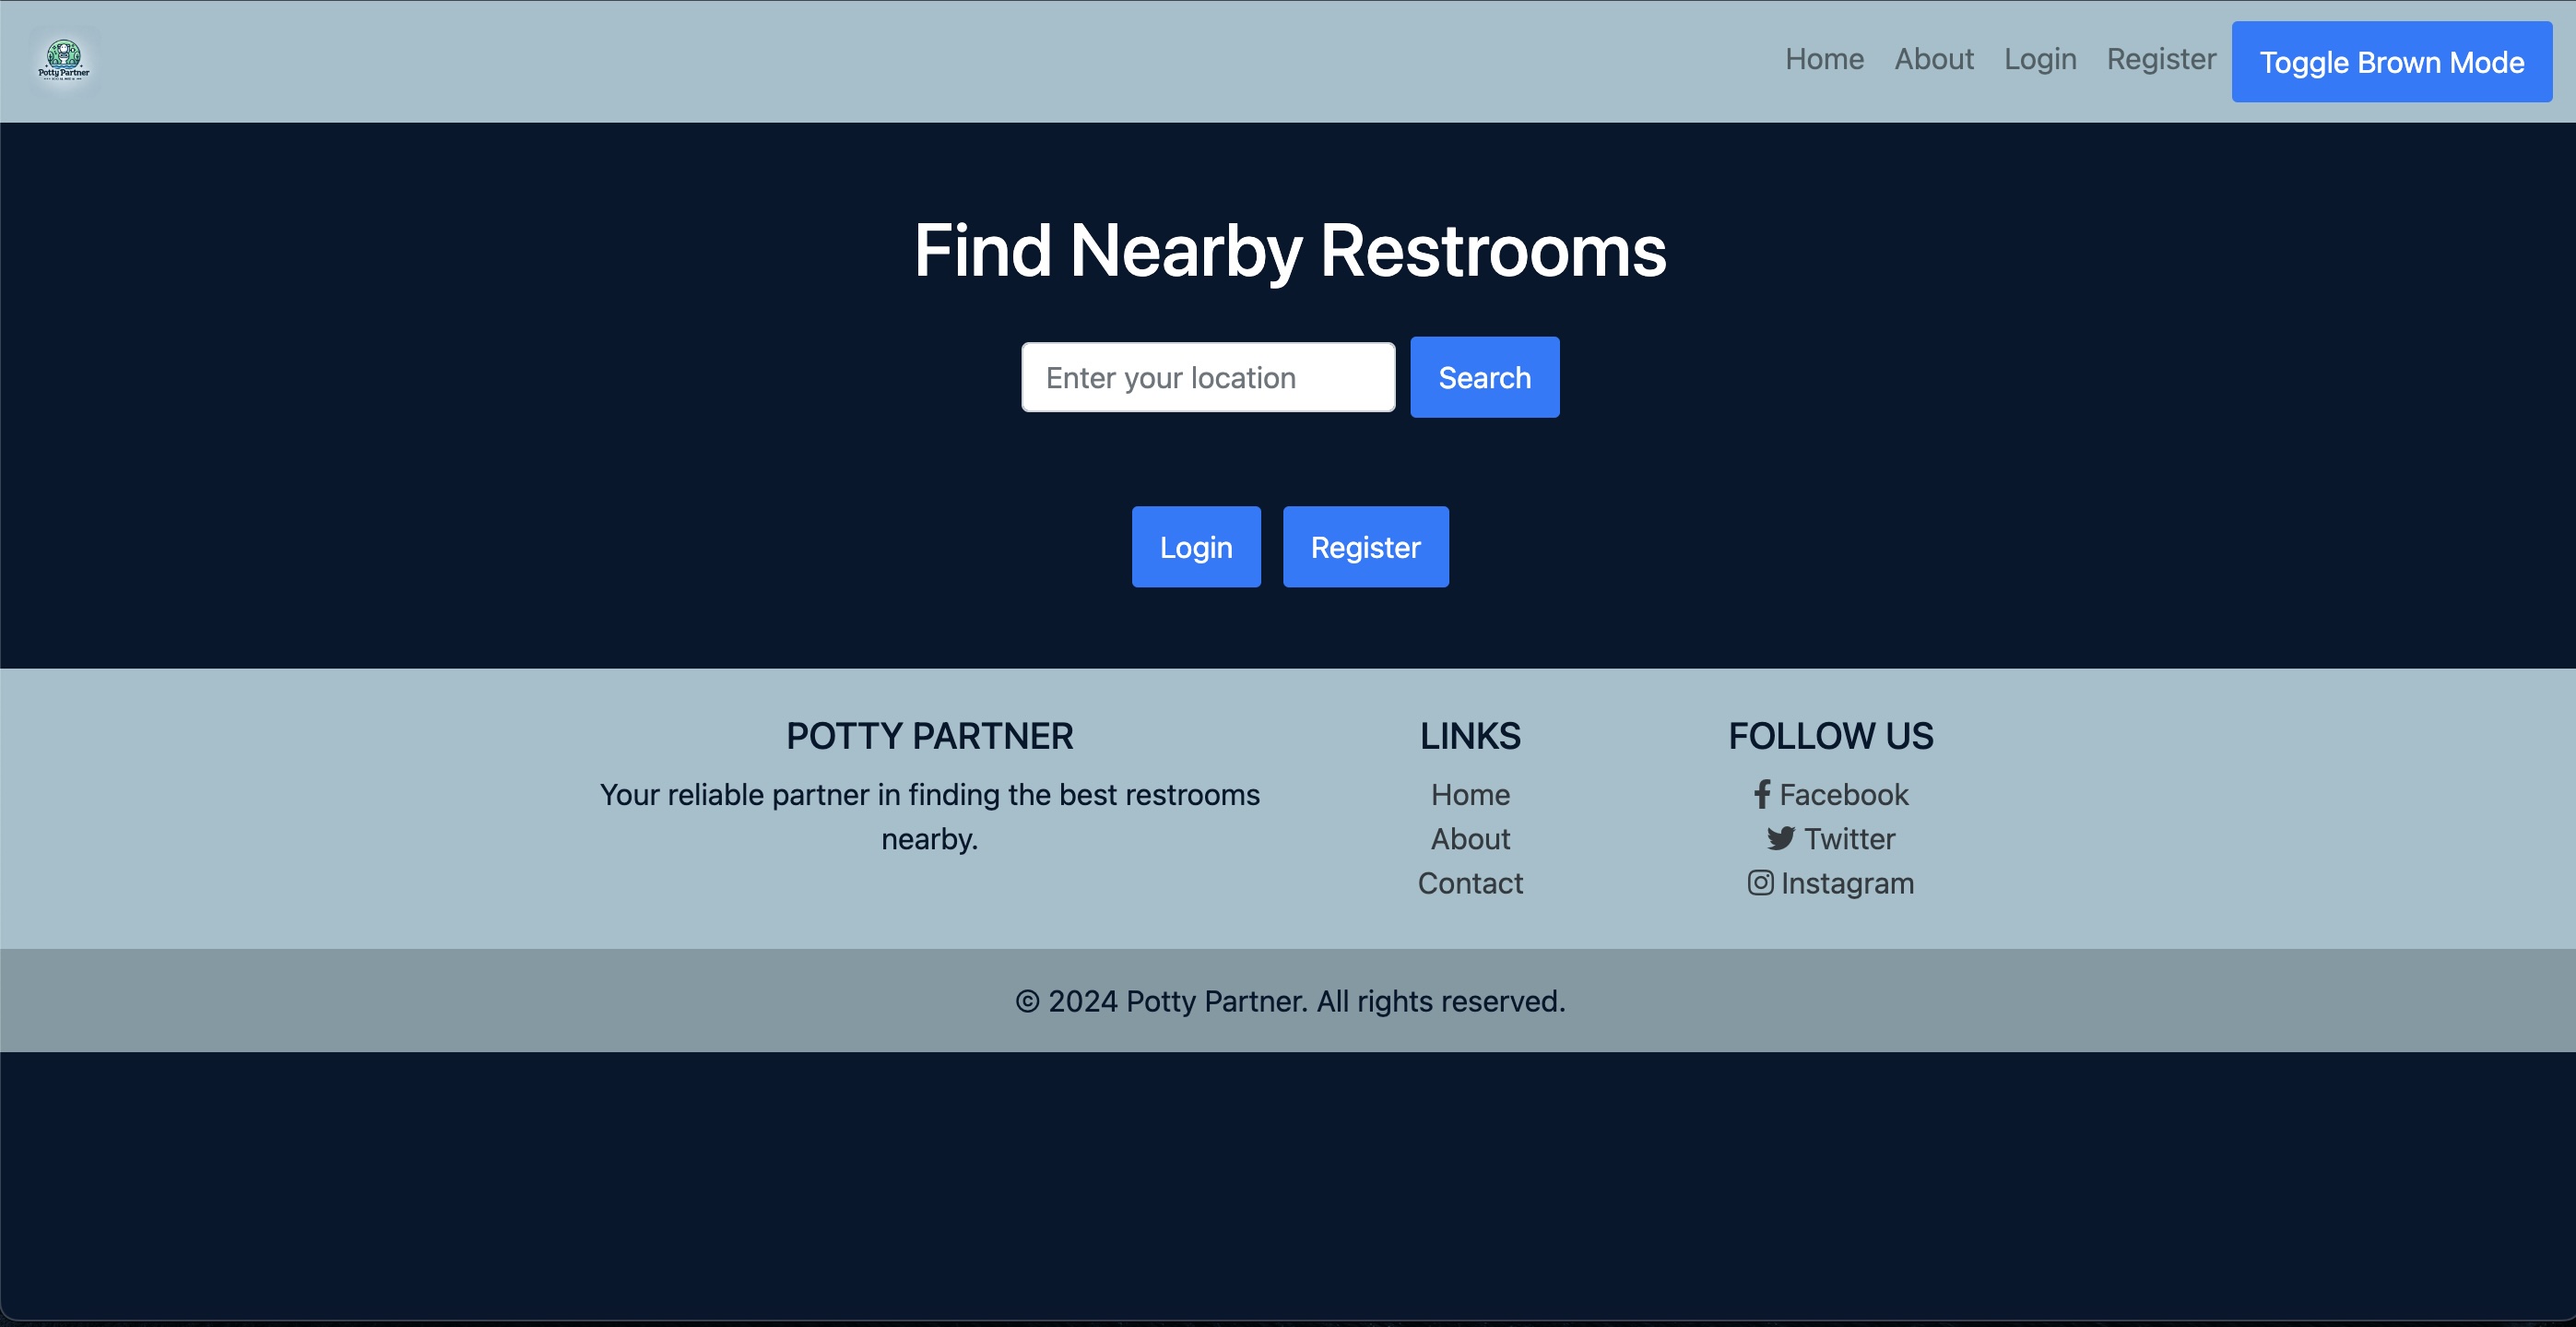 Potty Partner
Home About Login Register Toggle Brown Mode
Find Nearby Restrooms
Enter your location Search
Login Register
POTTY PARTNER
Your reliable partner in finding the best restrooms
nearby.
LINKS
Home
About
Contact
FOLLOW US
Facebook
Twitter
Instagram
© 2024 Potty Partner. All rights reserved.